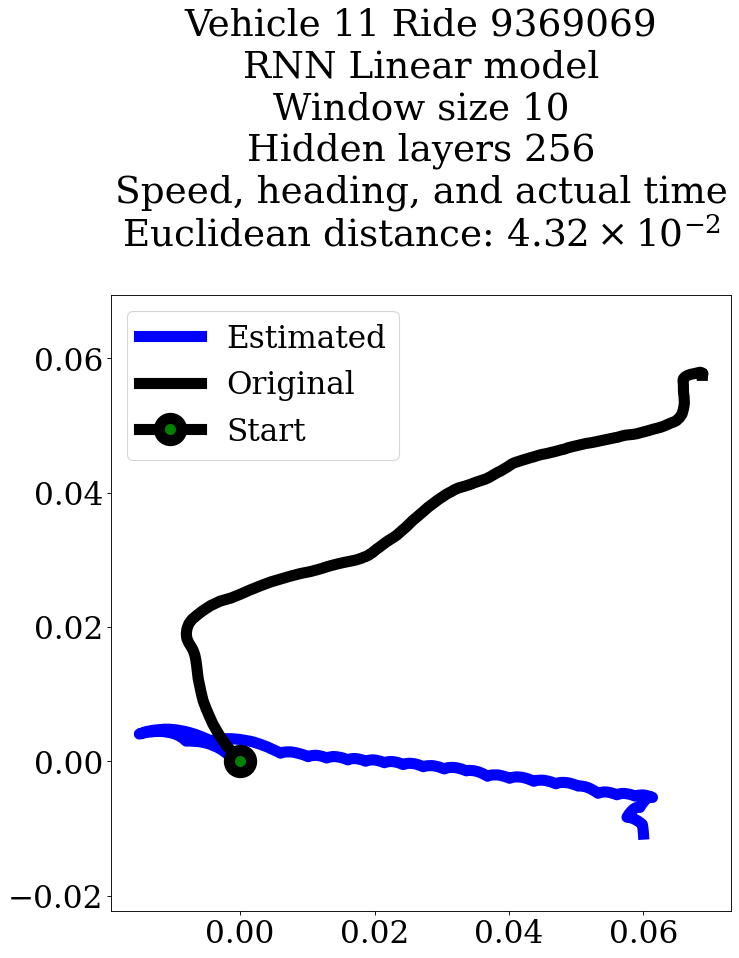 Vehicle 11 Ride 9369069
RNN Linear model
Window size 10
Hidden layers 256
Speed, heading, and actual time
Euclidean distance: 4.32 × 10⁻²
Estimated
Original
Start
0.06
0.04
0.02
0.00
−0.02
0.00 0.02 0.04 0.06